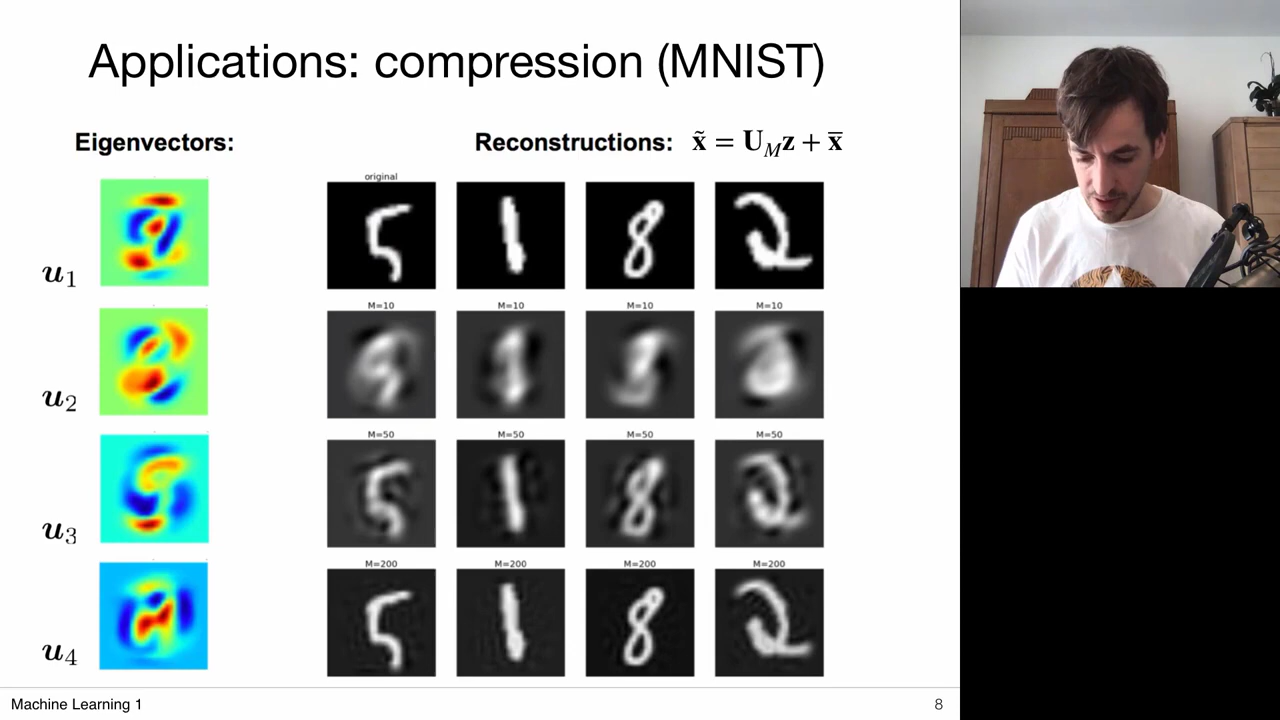 Applications: compression (MNIST)
Eigenvectors:
Reconstructions: x̃ = U_M z + x̄
original
u₁
M=10 M=10 M=10 M=10
u₂
M=50 M=50 M=50 M=50
u₃
M=200 M=200 M=200 M=200
u₄
Machine Learning 1
8